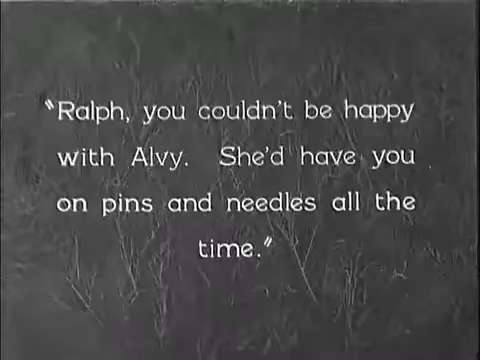 "Ralph, you couldn't be happy
with Alvy. She'd have you
on pins and needles all the
time."